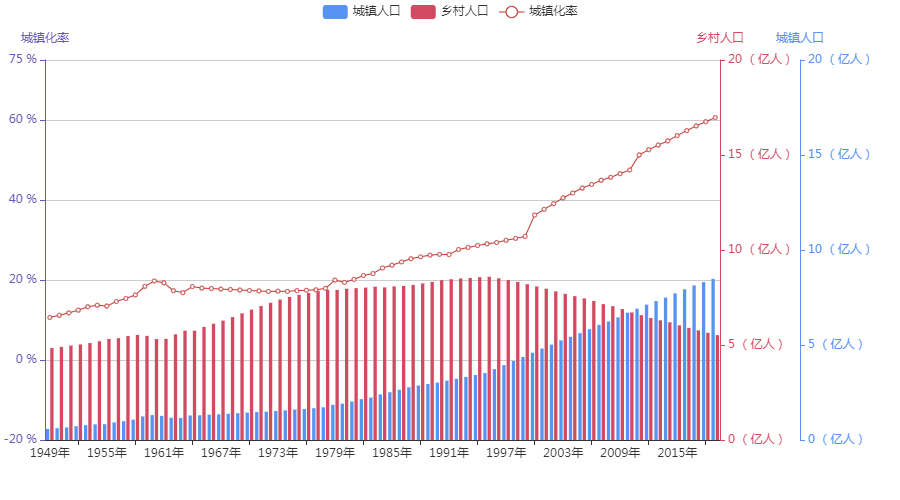 城镇人口 乡村人口 城镇化率
城镇化率 乡村人口 城镇人口
75 % 20 （亿人） 20 （亿人）
60 %
15 （亿人） 15 （亿人）
40 %
10 （亿人） 10 （亿人）
20 %
5 （亿人） 5 （亿人）
0 %
-20 % 0 （亿人） 0 （亿人）
1949年 1955年 1961年 1967年 1973年 1979年 1985年 1991年 1997年 2003年 2009年 2015年